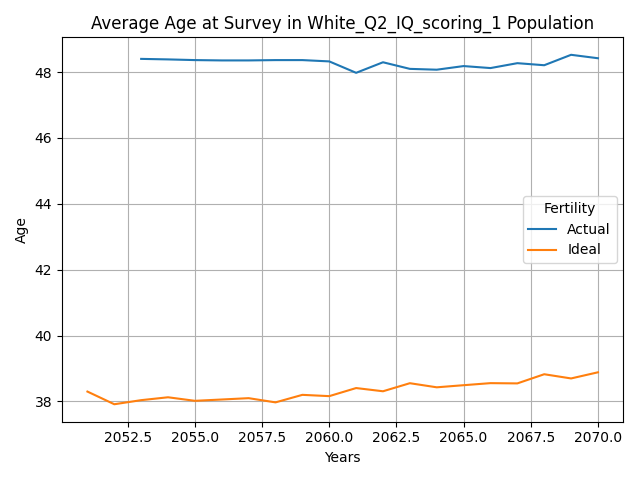 Average Age at Survey in White_Q2_IQ_scoring_1 Population
48
46
44
42
40
38
Age
Fertility
Actual
Ideal
2052.5 2055.0 2057.5 2060.0 2062.5 2065.0 2067.5 2070.0
Years